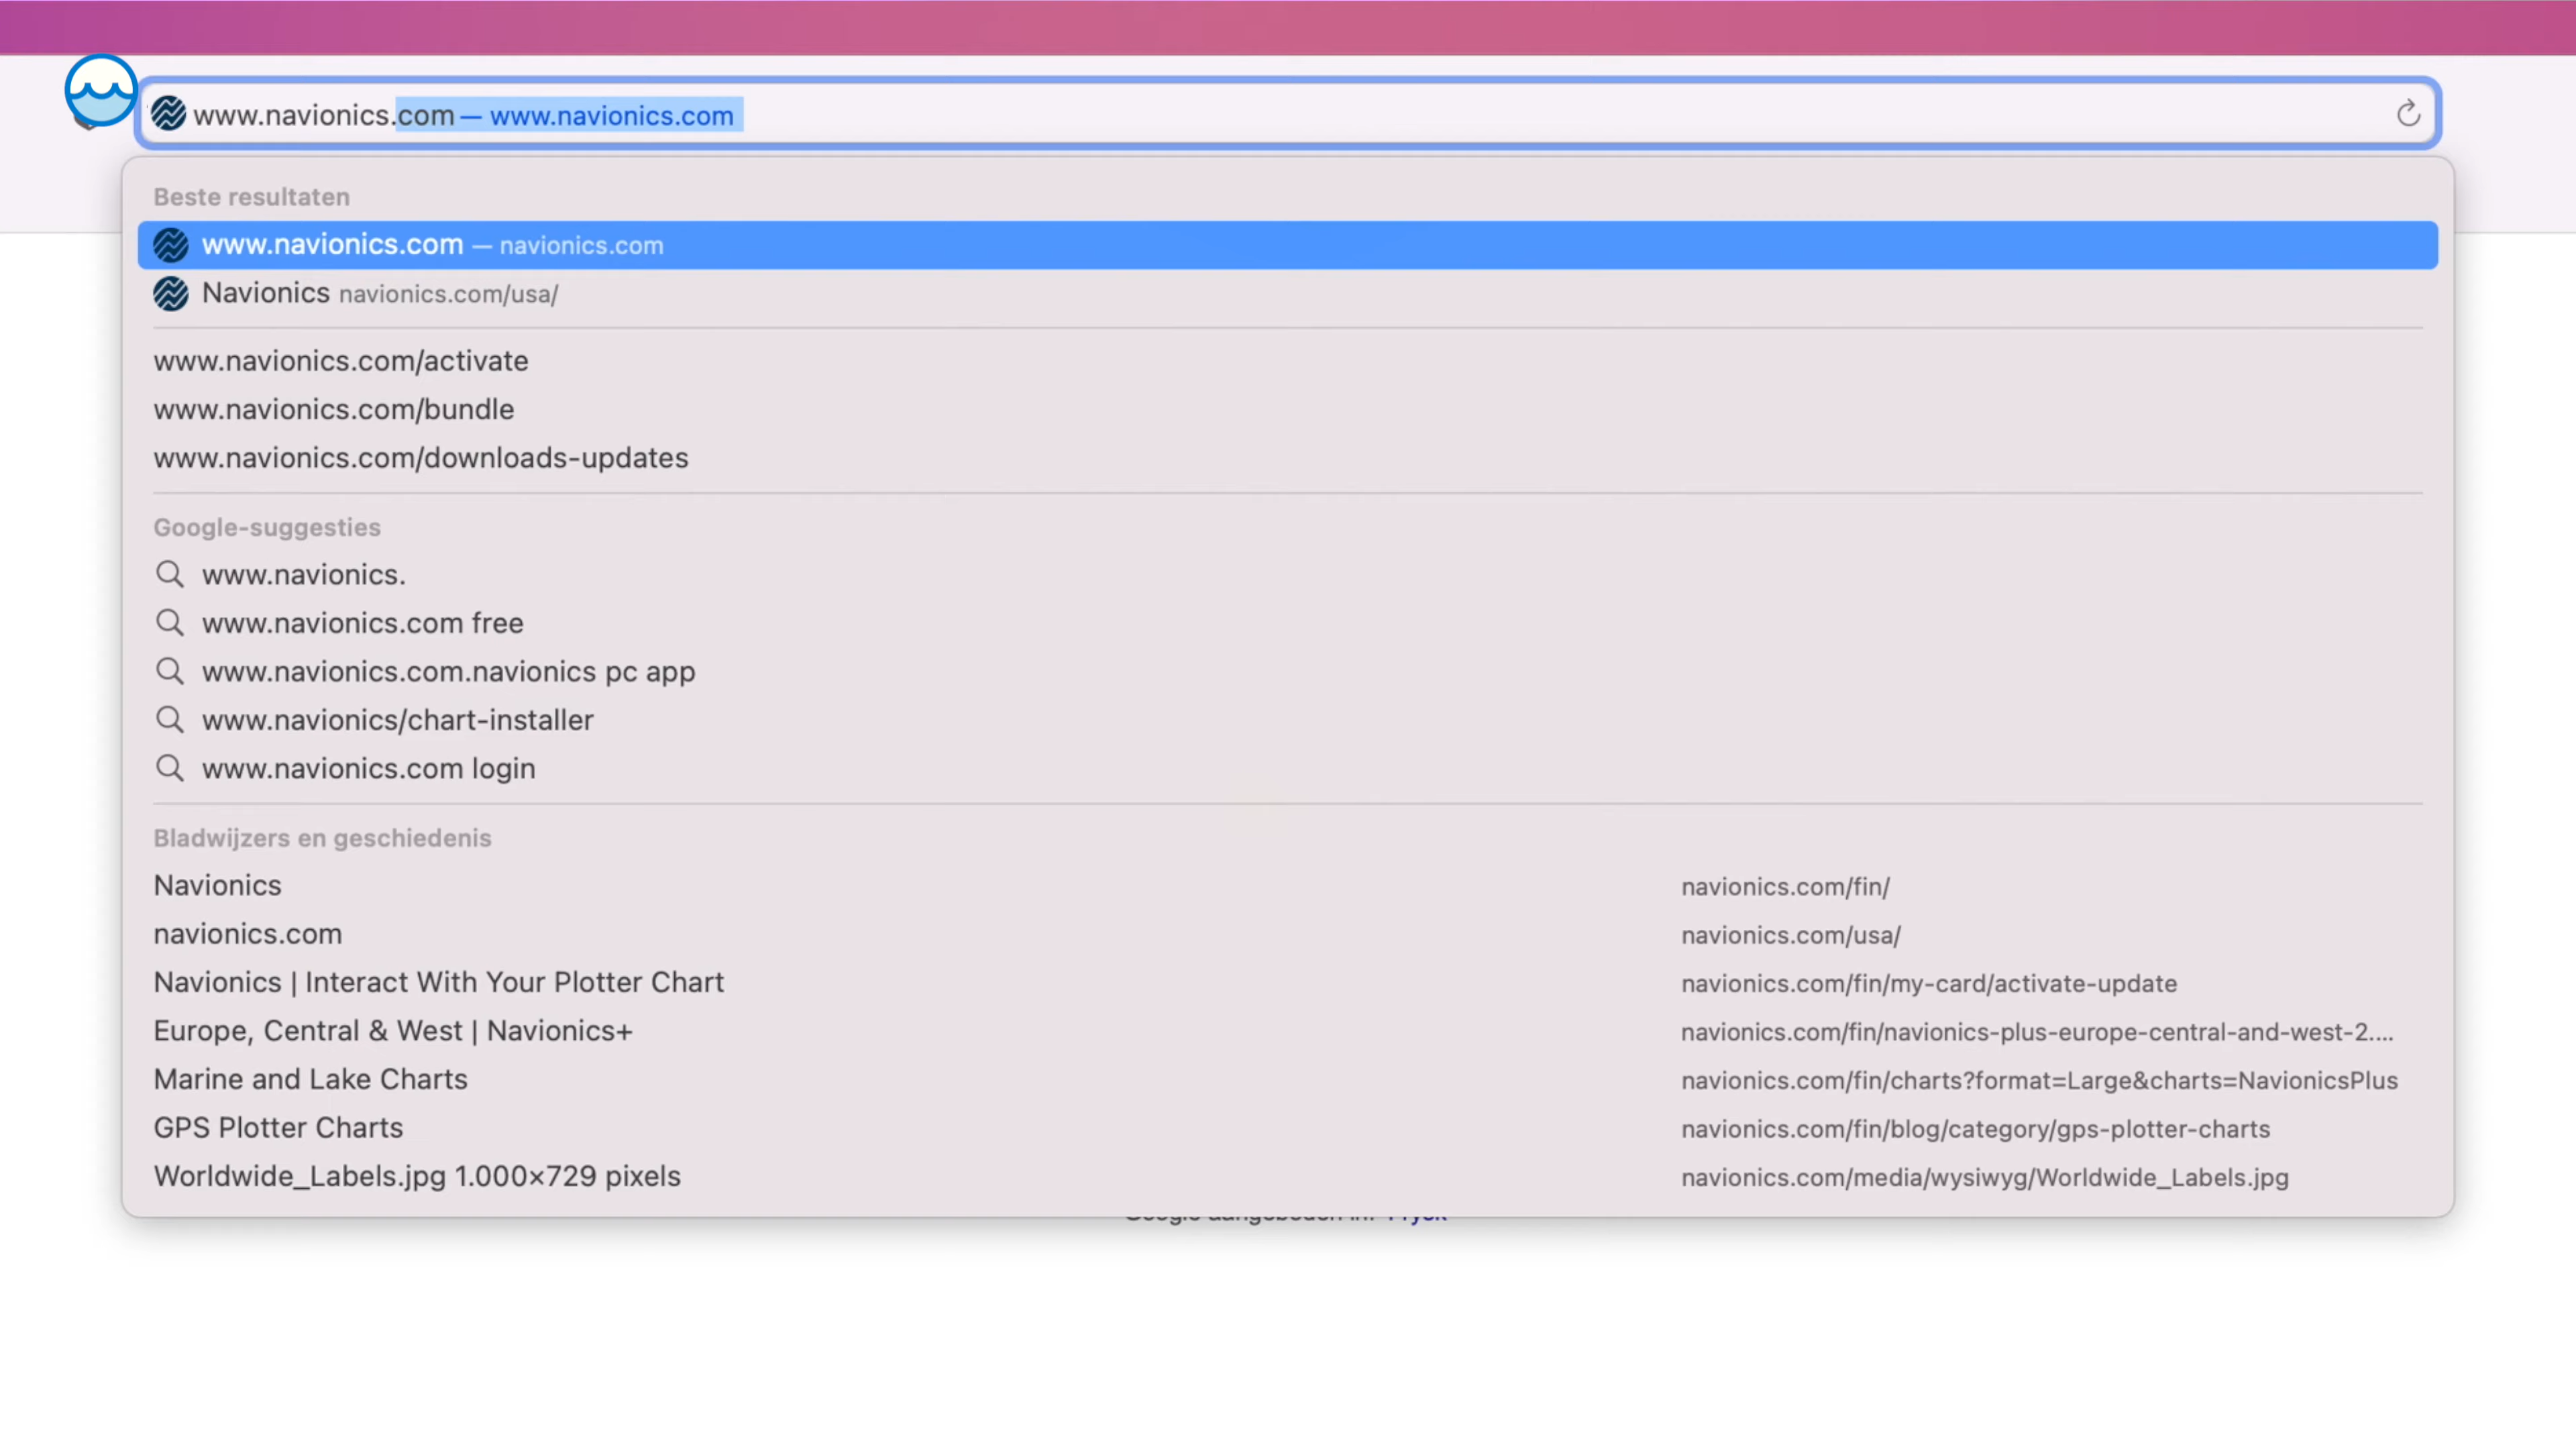 www.navionics.com — www.navionics.com
Beste resultaten
www.navionics.com — navionics.com
Navionics navionics.com/usa/
www.navionics.com/activate
www.navionics.com/bundle
www.navionics.com/downloads-updates
Google-suggesties
www.navionics.
www.navionics.com free
www.navionics.com.navionics pc app
www.navionics/chart-installer
www.navionics.com login
Bladwijzers en geschiedenis
Navionics navionics.com/fin/
navionics.com navionics.com/usa/
Navionics | Interact With Your Plotter Chart navionics.com/fin/my-card/activate-update
Europe, Central & West | Navionics+ navionics.com/fin/navionics-plus-europe-central-and-west-2....
Marine and Lake Charts navionics.com/fin/charts?format=Large&charts=NavionicsPlus
GPS Plotter Charts navionics.com/fin/blog/category/gps-plotter-charts
Worldwide_Labels.jpg 1.000×729 pixels navionics.com/media/wysiwyg/Worldwide_Labels.jpg